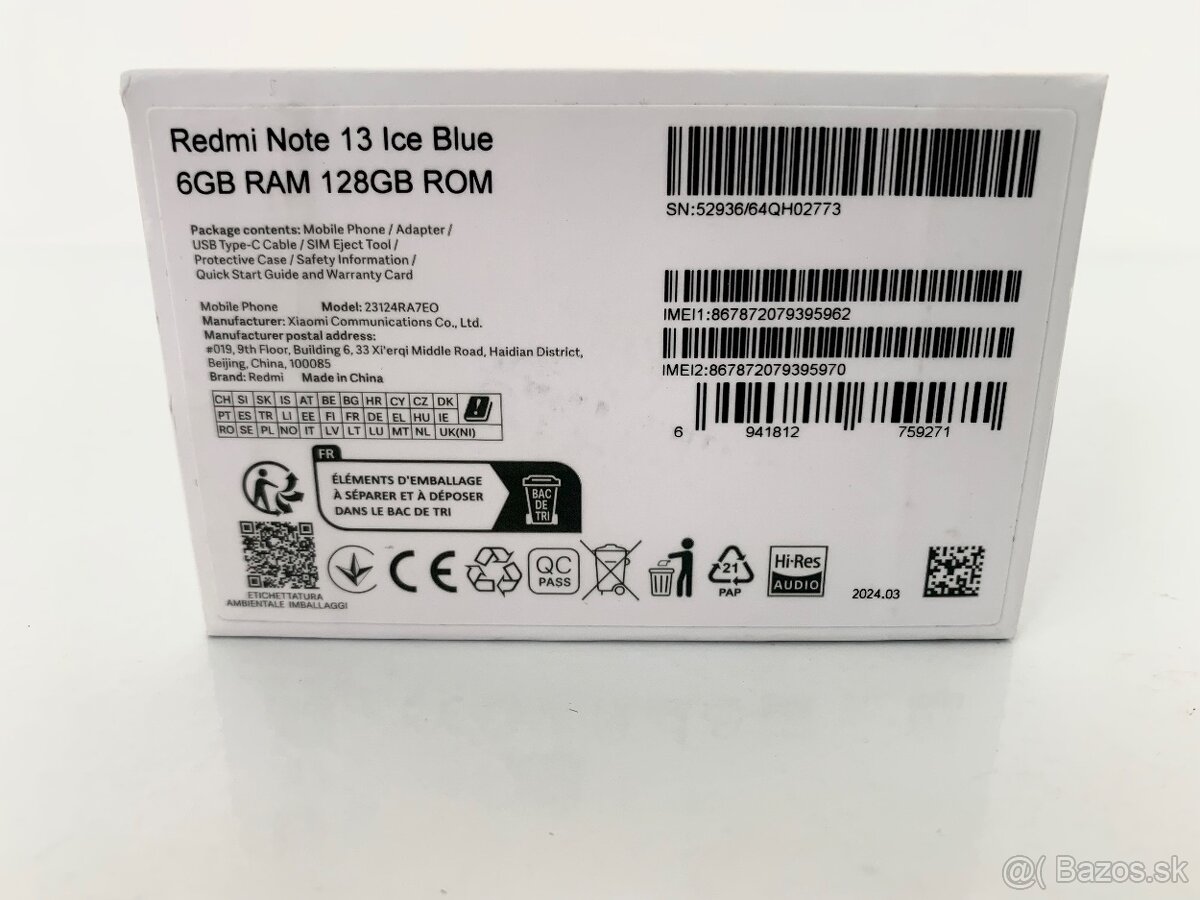 Redmi Note 13 Ice Blue
6GB RAM 128GB ROM
Package contents: Mobile Phone / Adapter /
USB Type-C Cable / SIM Eject Tool /
Protective Case / Safety Information /
Quick Start Guide and Warranty Card
Mobile Phone Model: 23124RA7EO
Manufacturer: Xiaomi Communications Co., Ltd.
Manufacturer postal address:
#019, 9th Floor, Building 6, 33 Xi'erqi Middle Road, Haidian District,
Beijing, China, 100085
Brand: Redmi Made in China
CH SI SK IS AT BE BG HR CY CZ DK
PT ES TR LI EE FI FR DE EL HU IE
RO SE PL NO IT LV LT LU MT NL UK(NI)
SN:52936/64QH02773
IMEI1:867872079395962
IMEI2:867872079395970
6 941812 759271
FR
ÉLÉMENTS D'EMBALLAGE
À SÉPARER ET À DÉPOSER
DANS LE BAC DE TRI
BAC
DE
TRI
ETICHETTATURA
AMBIENTALE IMBALLAGGI
CE
QC
PASS
21
PAP
Hi-Res
AUDIO
2024.03
@( Bazos.sk